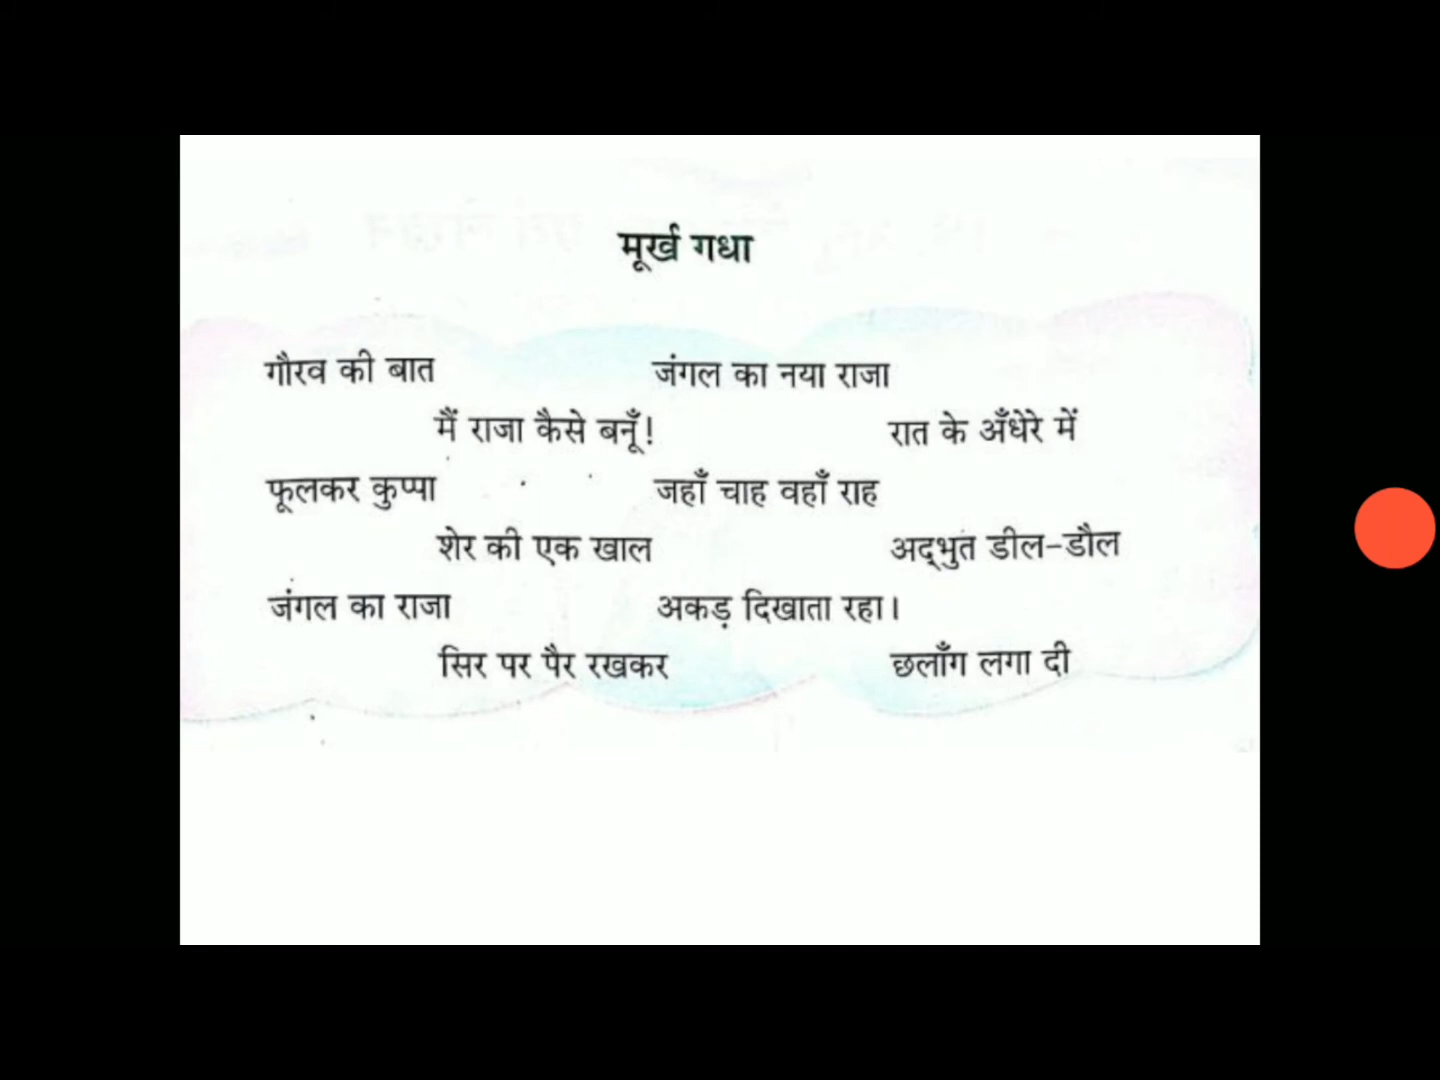 मूर्ख गधा
गौरव की बात जंगल का नया राजा
मैं राजा कैसे बनूँ! रात के अँधेरे में
फूलकर कुप्पा जहाँ चाह वहाँ राह
शेर की एक खाल अद्भुत डील-डौल
जंगल का राजा अकड़ दिखाता रहा।
सिर पर पैर रखकर छलाँग लगा दी